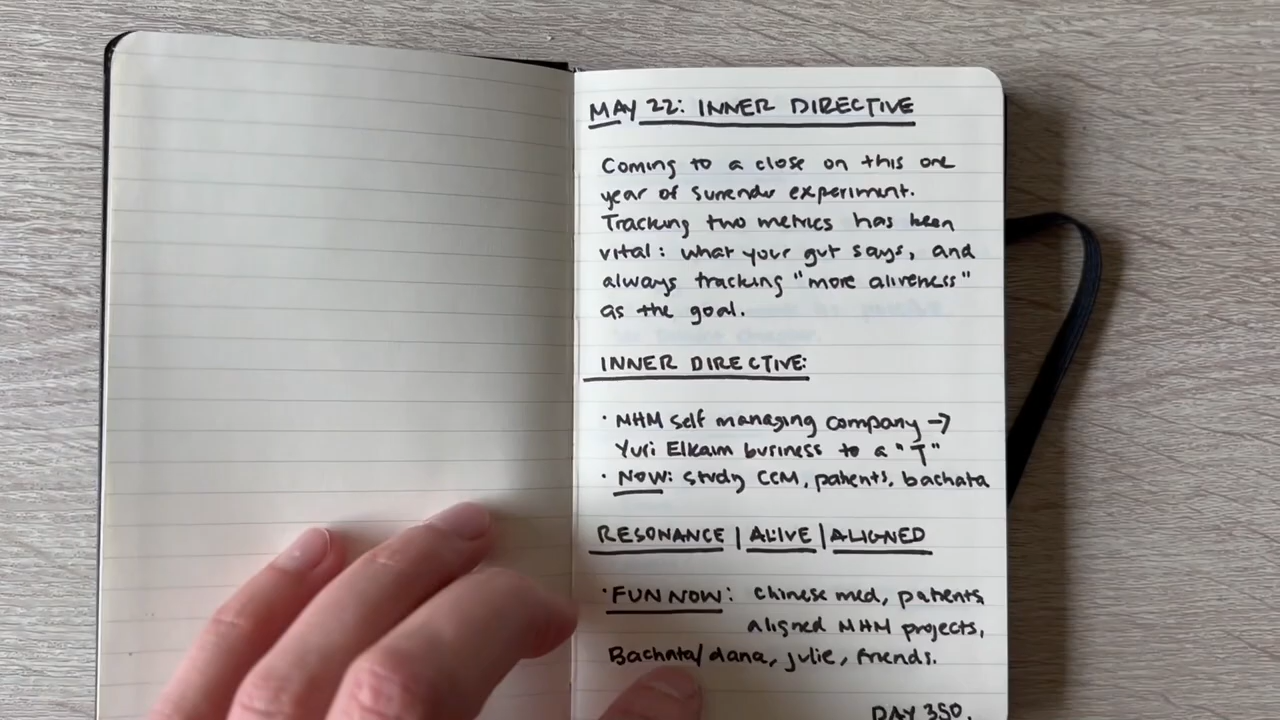 MAY 22: INNER DIRECTIVE
Coming to a close on this one
year of surrender experiment.
Tracking two metrics has been
vital: what your gut says, and
always tracking "more aliveness"
as the goal.
INNER DIRECTIVE:
· MHM self managing company →
Yuri Elkaim business to a "T"
· NOW: study CCM, patents, bachata
RESONANCE | ALIVE | ALIGNED
· FUN NOW: Chinese med, patents,
aligned MHM projects,
Bachata/dana, julie, friends.
DAY 350.